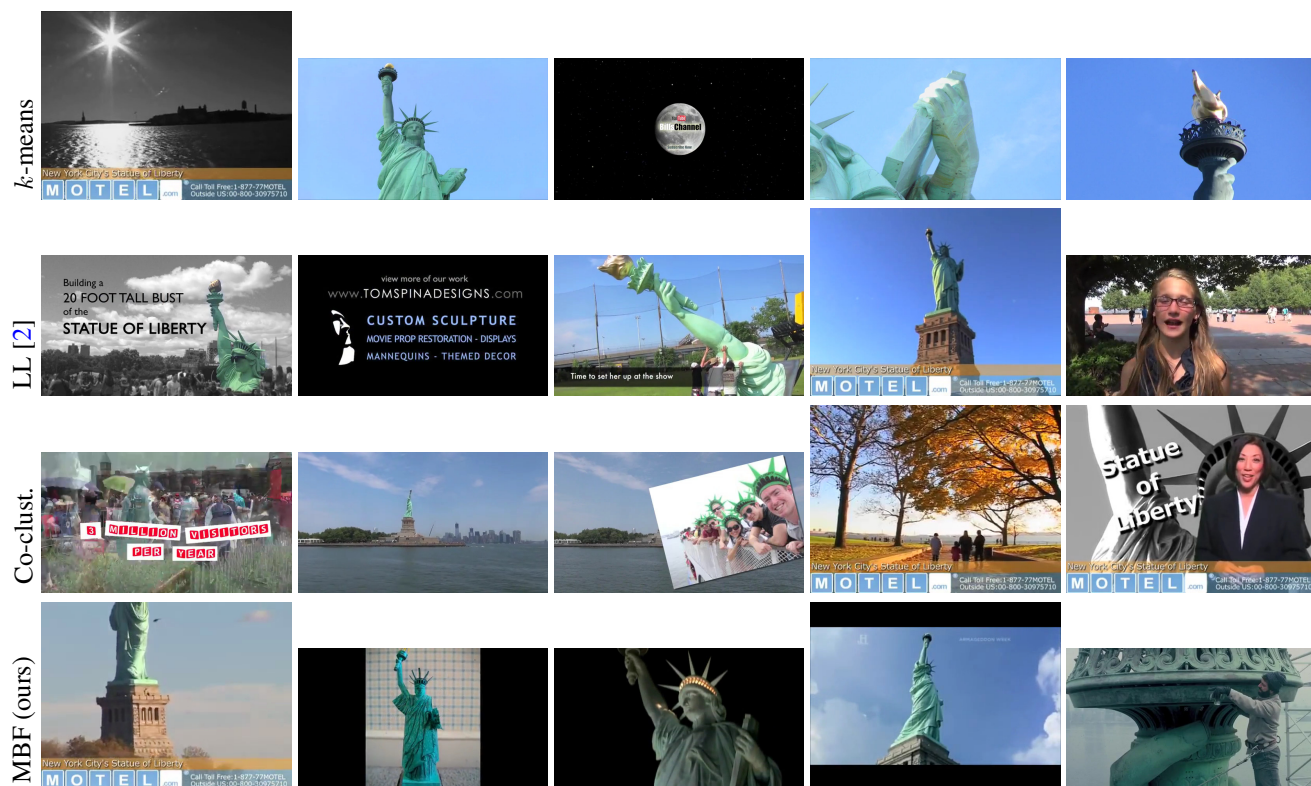 k-means
New York City's Statue of Liberty
MOTEL.com
Call Toll Free:1-877-77MOTEL
Outside US:00-800-30975710
Channel
LL [2]
Building a
20 FOOT TALL BUST
of the
STATUE OF LIBERTY
view more of our work
www.TOMSPINADESIGNS.com
CUSTOM SCULPTURE
MOVIE PROP RESTORATION - DISPLAYS
MANNEQUINS - THEMED DECOR
Time to set her up at the show
New York City's Statue of Liberty
MOTEL.com
Call Toll Free:1-877-77MOTEL
Outside US:00-800-30975710
Co-clust.
3 MILLION VISITORS
PER YEAR
New York City's Statue of Liberty
MOTEL.com
Call Toll Free:1-877-77MOTEL
Outside US:00-800-30975710
Statue
of
Liberty
New York City's Statue of Liberty
MOTEL.com
Call Toll Free:1-877-77MOTEL
Outside US:00-800-30975710
MBF (ours)
New York City's Statue of Liberty
MOTEL.com
Call Toll Free:1-877-77MOTEL
Outside US:00-800-30975710